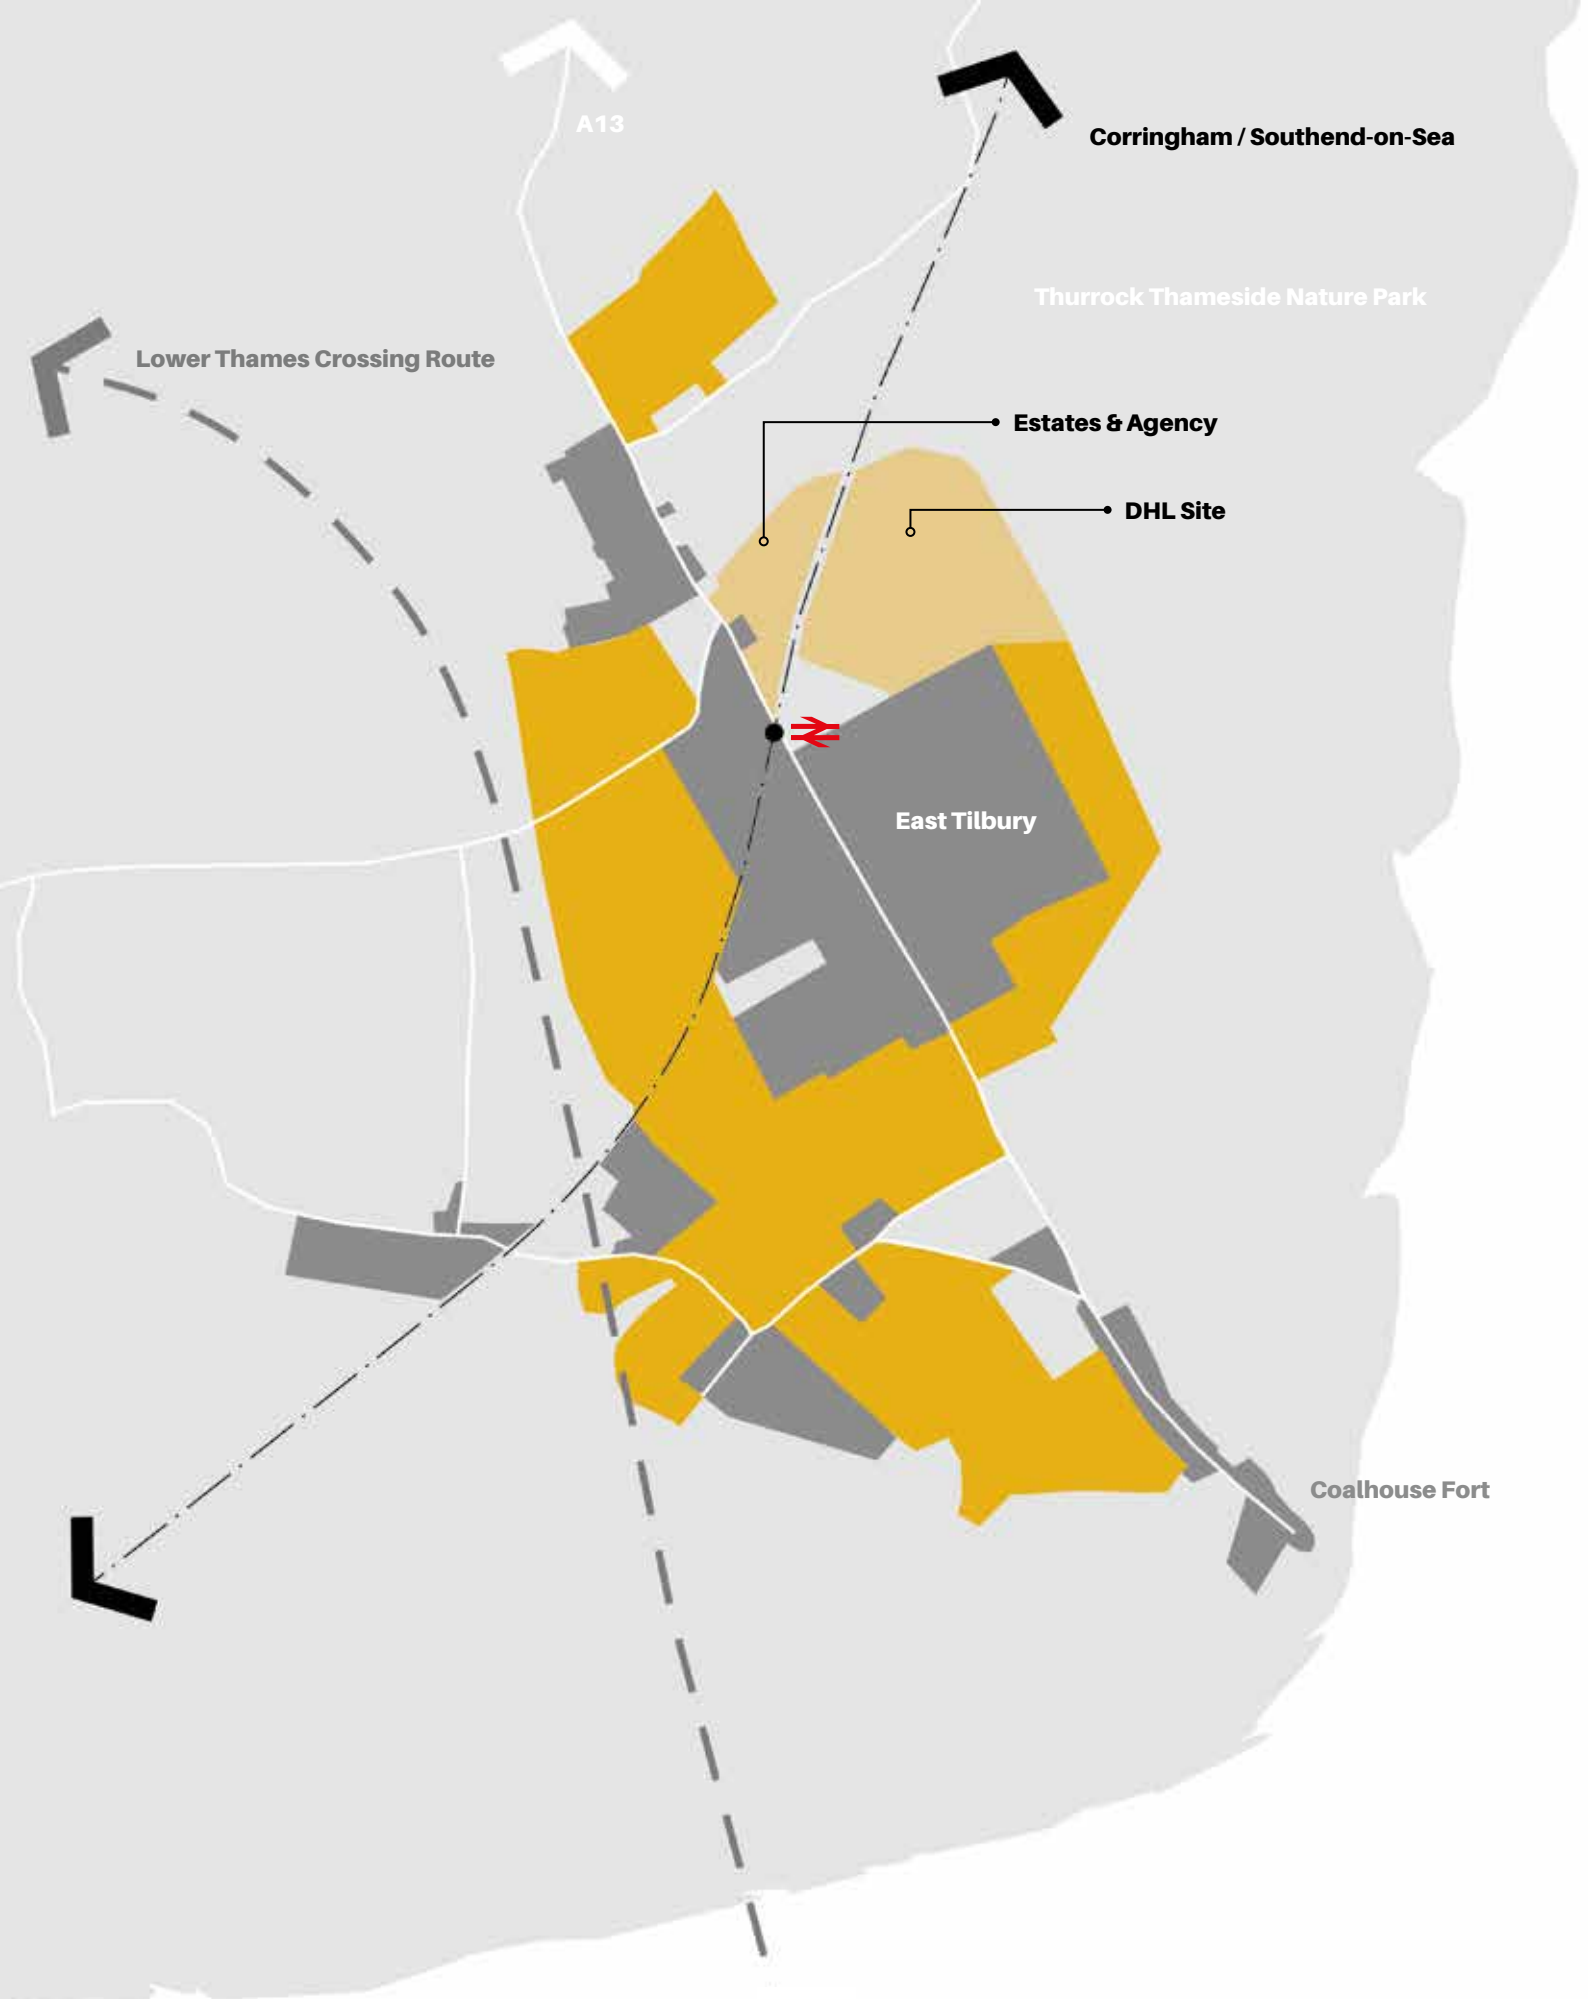 A13
Corringham / Southend-on-Sea
Thurrock Thameside Nature Park
Lower Thames Crossing Route
Estates & Agency
DHL Site
East Tilbury
Coalhouse Fort